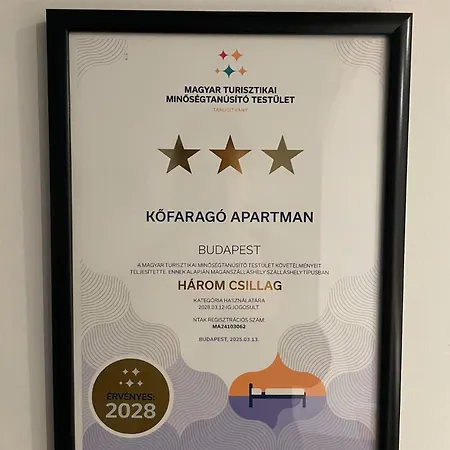 MAGYAR TURISZTIKAI
MINŐSÉGTANÚSÍTÓ TESTÜLET
TANÚSÍTVÁNY
KŐFARAGÓ APARTMAN
BUDAPEST
A MAGYAR TURISZTIKAI MINŐSÉGTANÚSÍTÓ TESTÜLET KÖVETELMÉNYEIT
TELJESÍTETTE. ENNEK ALAPJÁN MAGÁNSZÁLLÁSHELY SZÁLLÁSHELYTÍPUSBAN
HÁROM CSILLAG
KATEGÓRIA HASZNÁLATÁRA
2028.03.12-IG JOGOSULT.
NTAK REGISZTRÁCIÓS SZÁM:
MA24103062
BUDAPEST, 2025.03.13.
ÉRVÉNYES:
2028